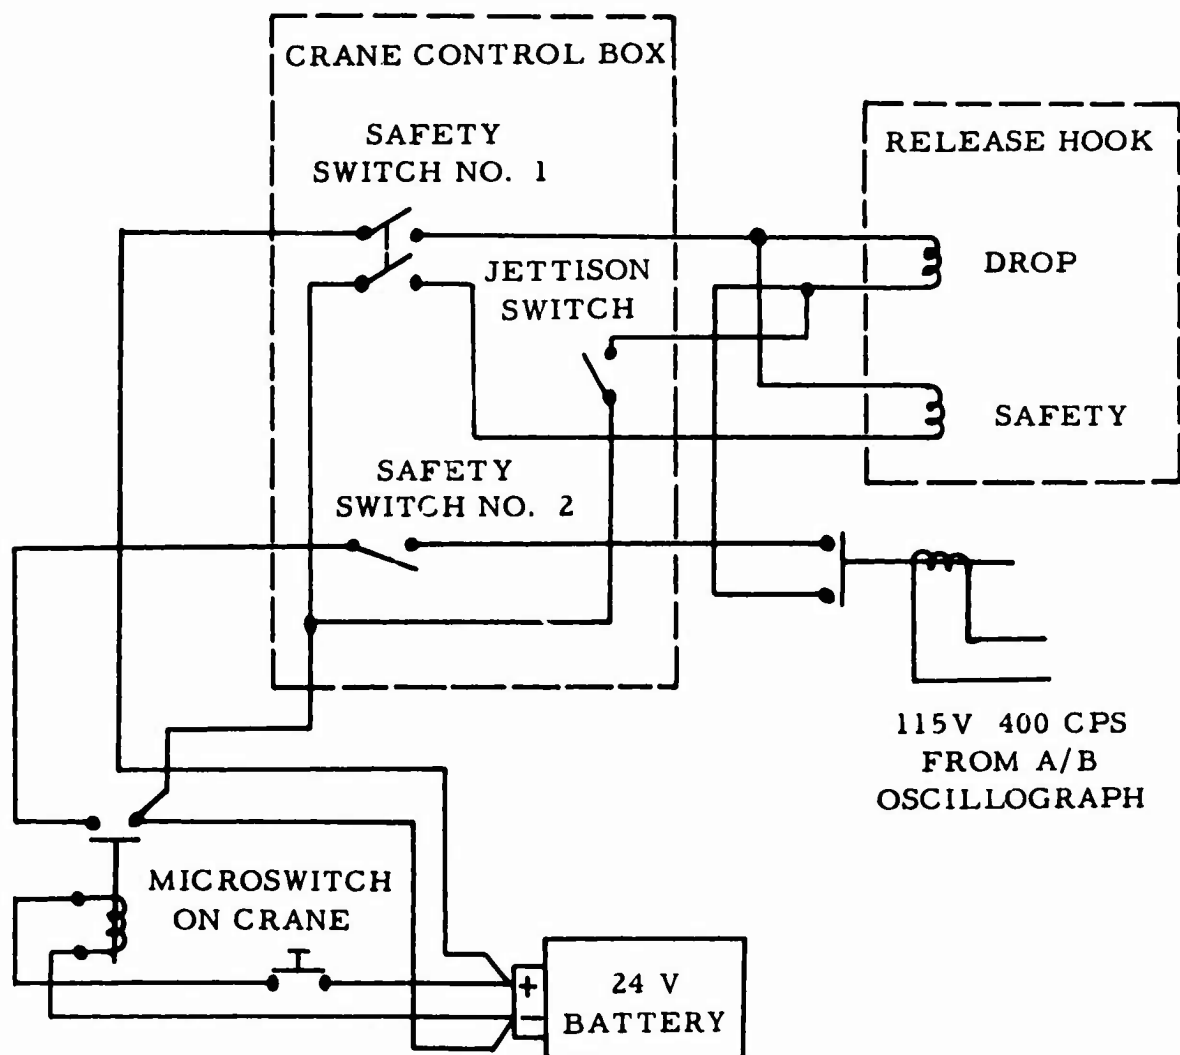 CRANE CONTROL BOX
SAFETY
SWITCH NO. 1
RELEASE HOOK
JETTISON
SWITCH
DROP
SAFETY
SAFETY
SWITCH NO. 2
115V 400 CPS
FROM A/B
OSCILLOGRAPH
MICROSWITCH
ON CRANE
+
−
24 V
BATTERY